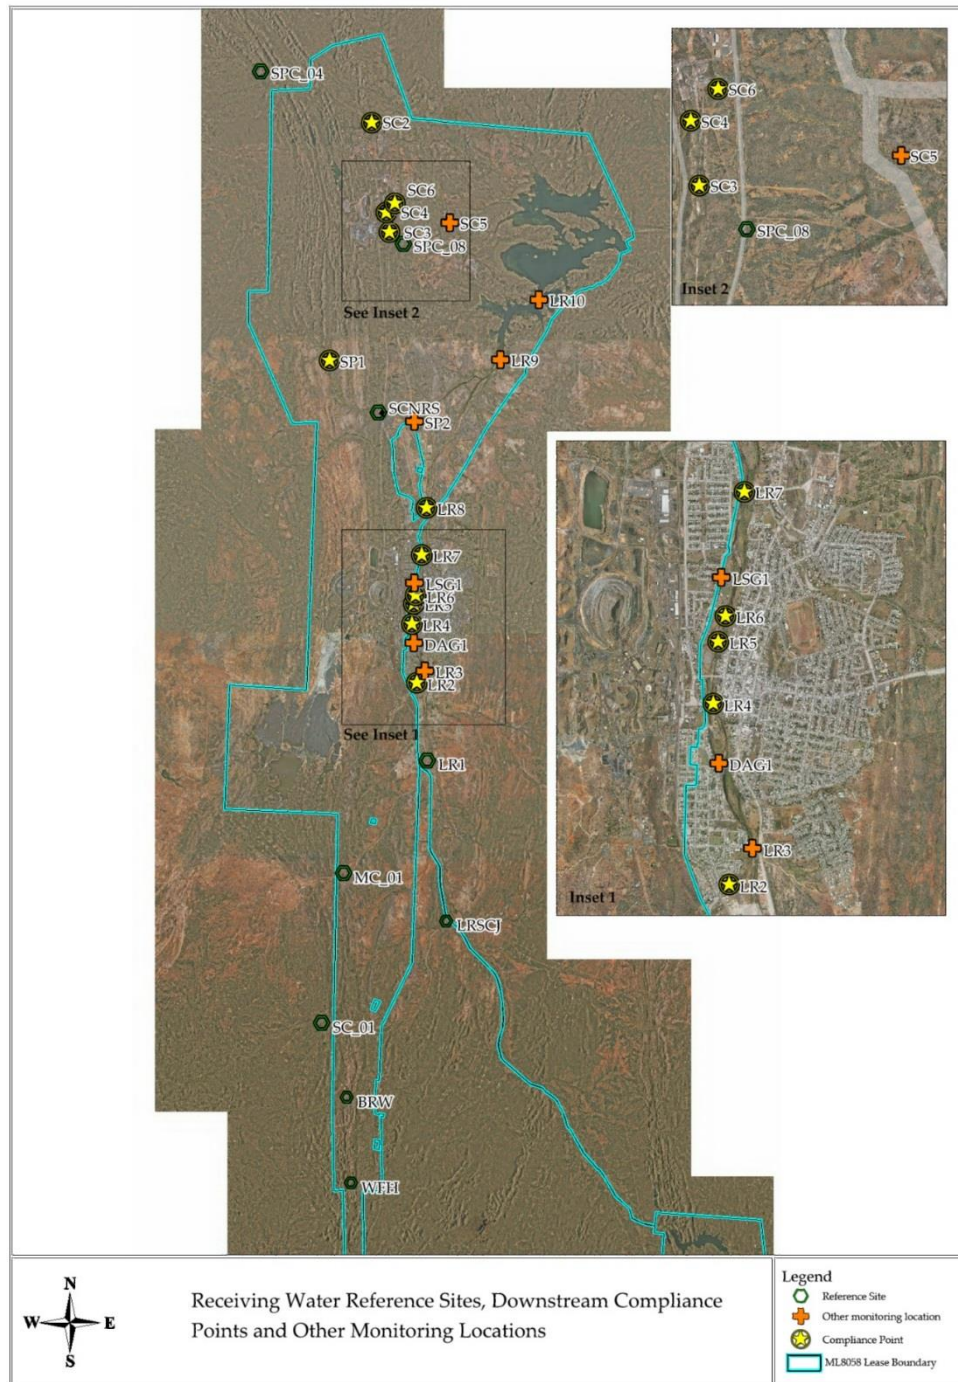 SPC_04
SC2
SC6
SC4
SC5
SC3
SPC_08
See Inset 2
LR10
LR9
SP1
SCNRS
SP2
LR8
LR7
LSG1
LR6
LR5
LR4
DAG1
LR3
LR2
See Inset 1
LR1
MC_01
LRSCJ
SC_01
BRW
WFH
SC6
SC4
SC5
SC3
SPC_08
Inset 2
LR7
LSG1
LR6
LR5
LR4
DAG1
LR3
LR2
Inset 1
N
W E
S
Receiving Water Reference Sites, Downstream Compliance
Points and Other Monitoring Locations
Legend
Reference Site
Other monitoring location
Compliance Point
ML8058 Lease Boundary